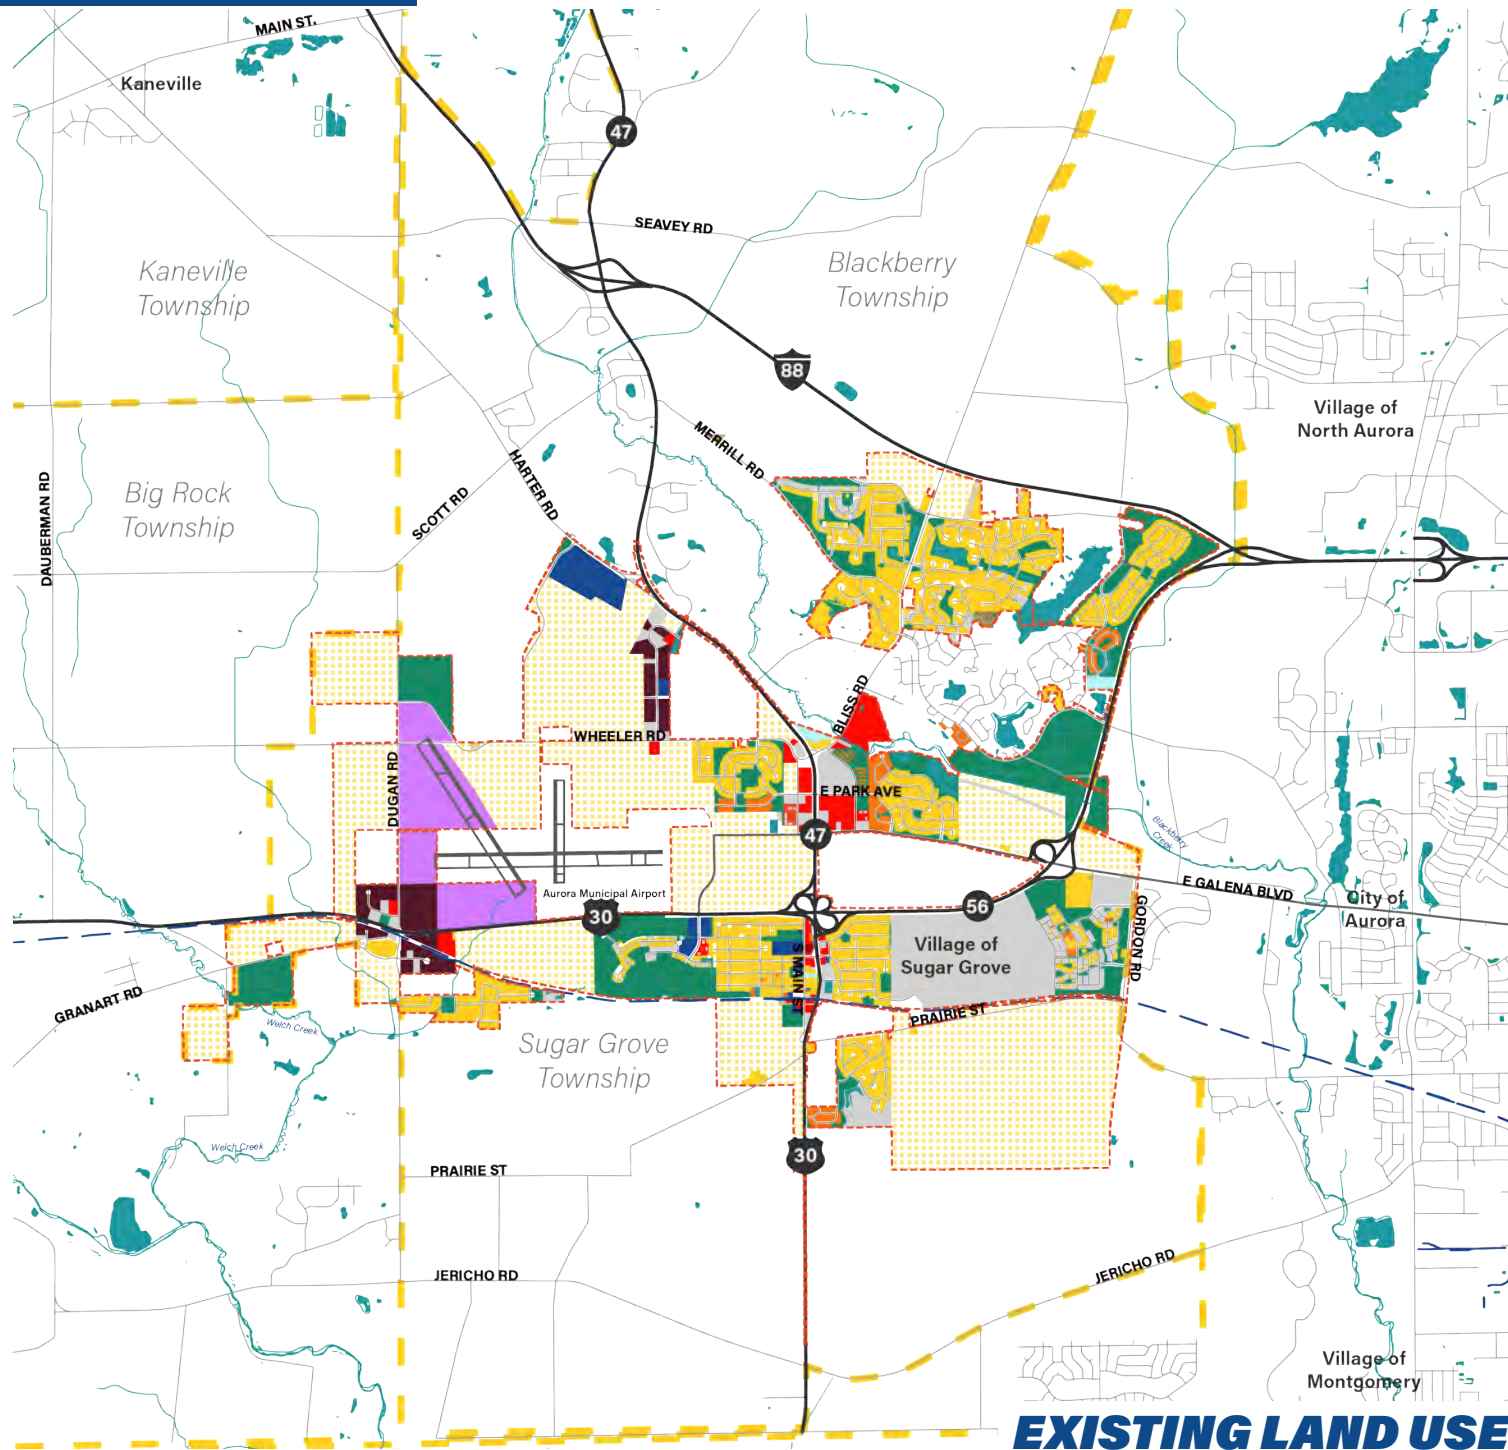 MAIN ST.
Kaneville
47
SEAVEY RD
Kaneville
Township
Blackberry
Township
88
Village of
North Aurora
MERRILL RD
HARTER RD
SCOTT RD
DAUBERMAN RD
Big Rock
Township
BLISS RD
WHEELER RD
DUGAN RD
E PARK AVE
47
Blackberry
Creek
Aurora Municipal Airport
E GALENA BLVD
City of
Aurora
30
56
GORDON RD
Village of
Sugar Grove
S MAIN ST
GRANART RD
Welch Creek
PRAIRIE ST
Sugar Grove
Township
Welch Creek
30
PRAIRIE ST
JERICHO RD
JERICHO RD
Village of
Montgomery
EXISTING LAND USE